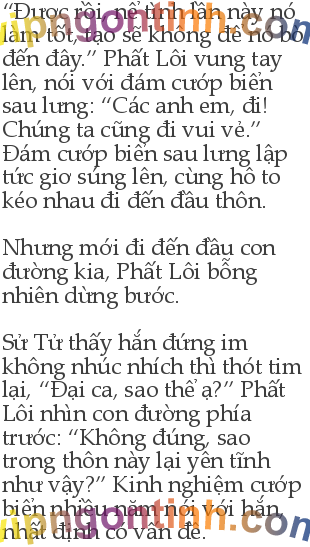 “Được rồi, nể tình lần này nó
làm tốt, tao sẽ không để nó bò
đến đây.” Phất Lôi vung tay
lên, nói với đám cướp biển
sau lưng: “Các anh em, đi!
Chúng ta cũng đi vui vẻ.”
Đám cướp biển sau lưng lập
tức giơ súng lên, cùng hô to
kéo nhau đi đến đầu thôn.
Nhưng mới đi đến đầu con
đường kia, Phất Lôi bỗng
nhiên dừng bước.
Sử Tử thấy hắn đứng im
không nhúc nhích thì thót tim
lại, “Đại ca, sao thế ạ?” Phất
Lôi nhìn con đường phía
trước: “Không đúng, sao
trong thôn này lại yên tĩnh
như vậy?” Kinh nghiệm cướp
biển nhiều năm nói với hắn,
nhất định có vấn đề.
vipngontinh.com
vipngontinh.com